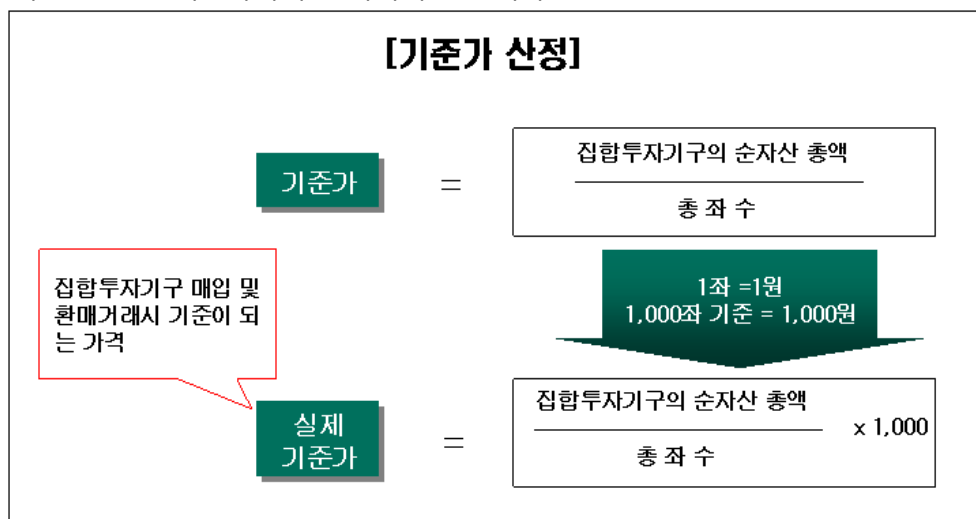 [기준가 산정]
기준가
=
집합투자기구의 순자산 총액
총 좌 수
집합투자기구 매입 및
환매거래시 기준이 되
는 가격
1좌 =1원
1,000좌 기준 = 1,000원
실제
기준가
=
집합투자기구의 순자산 총액
총 좌 수
x 1,000